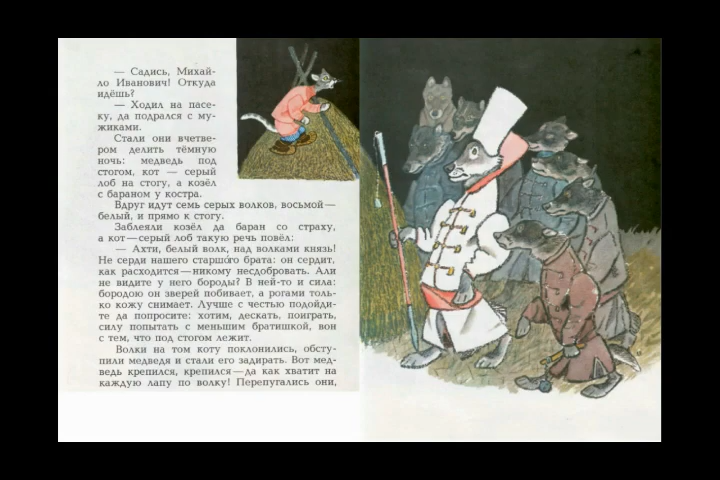 — Садись, Михай-
ло Иванович! Откуда
идёшь?
— Ходил на пасе-
ку, да подрался с му-
жиками.
Стали они вчетве-
ром делить тёмную
ночь: медведь под
стогом, кот — серый
лоб на стогу, а козёл
с бараном у костра.
Вдруг идут семь серых волков, восьмой —
белый, и прямо к стогу.
Заблеяли козёл да баран со страху,
а кот — серый лоб такую речь повёл:
— Ахти, белый волк, над волками князь!
Не серди нашего старшо́го брата: он сердит,
как расходится — никому несдобровать. Али
не видите у него бороды? В ней-то и сила:
бородою он зверей побивает, а рогами толь-
ко кожу снимает. Лучше с честью подойди-
те да попросите: хотим, дескать, поиграть,
силу попытать с меньшим братишкой, вон
с тем, что под стогом лежит.
Волки на том коту поклонились, обсту-
пили медведя и стали его задирать. Вот мед-
ведь крепился, крепился — да как хватит на
каждую лапу по волку! Перепугались они,